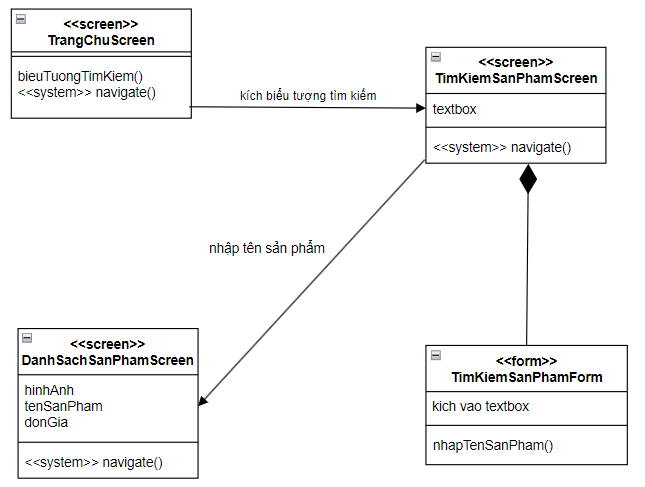 <<screen>>
TrangChuScreen
bieuTuongTimKiem()
<<system>> navigate()
kích biểu tượng tìm kiếm
<<screen>>
TimKiemSanPhamScreen
textbox
<<system>> navigate()
nhập tên sản phẩm
<<screen>>
DanhSachSanPhamScreen
hinhAnh
tenSanPham
donGia
<<system>> navigate()
<<form>>
TimKiemSanPhamForm
kich vao textbox
nhapTenSanPham()